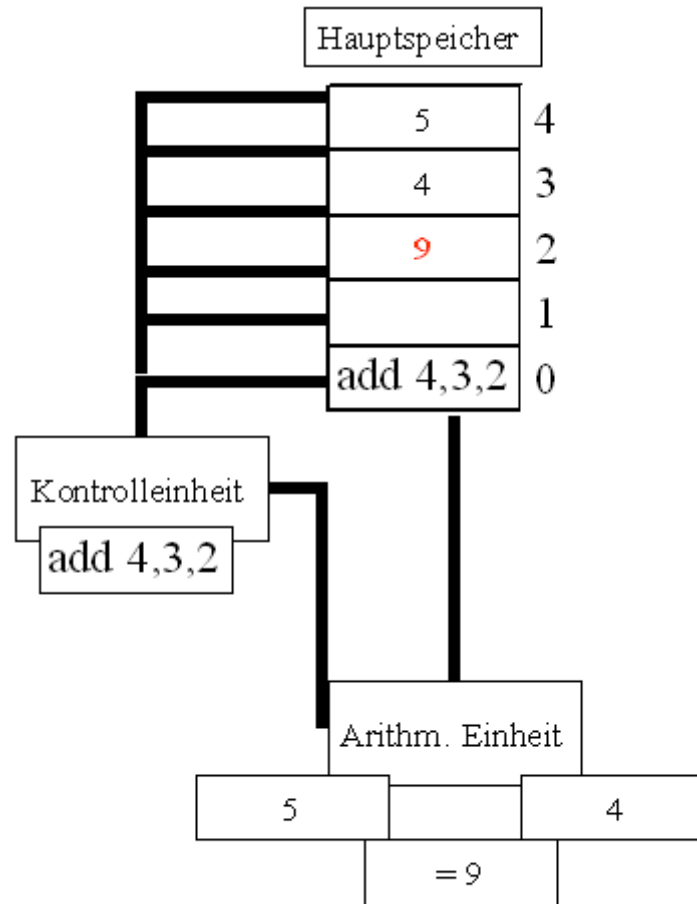 Hauptspeicher
5 4
4 3
9 2
1
add 4,3,2 0
Kontrolleinheit
add 4,3,2
Arithm. Einheit
5 4
= 9